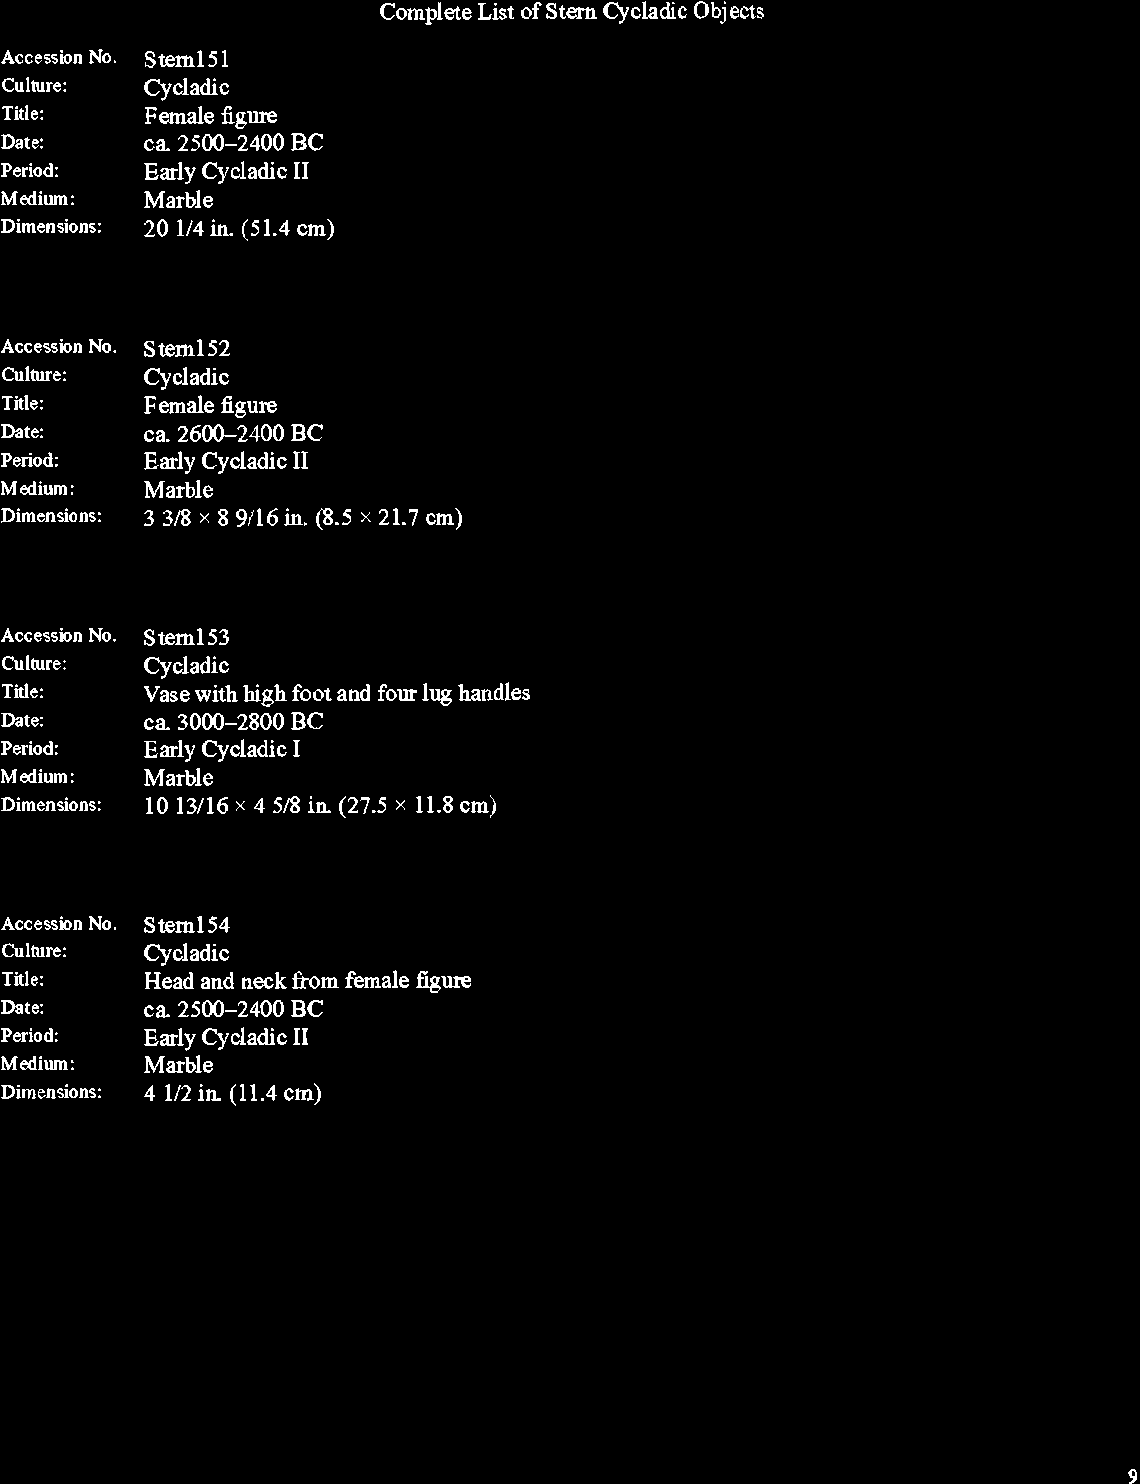 Complete List of Stern Cycladic Objects
Accession No. Stern151
Culture: Cycladic
Title: Female figure
Date: ca. 2500–2400 BC
Period: Early Cycladic II
Medium: Marble
Dimensions: 20 1/4 in. (51.4 cm)
Accession No. Stern152
Culture: Cycladic
Title: Female figure
Date: ca. 2600–2400 BC
Period: Early Cycladic II
Medium: Marble
Dimensions: 3 3/8 × 8 9/16 in. (8.5 × 21.7 cm)
Accession No. Stern153
Culture: Cycladic
Title: Vase with high foot and four lug handles
Date: ca. 3000–2800 BC
Period: Early Cycladic I
Medium: Marble
Dimensions: 10 13/16 × 4 5/8 in. (27.5 × 11.8 cm)
Accession No. Stern154
Culture: Cycladic
Title: Head and neck from female figure
Date: ca. 2500–2400 BC
Period: Early Cycladic II
Medium: Marble
Dimensions: 4 1/2 in. (11.4 cm)
9